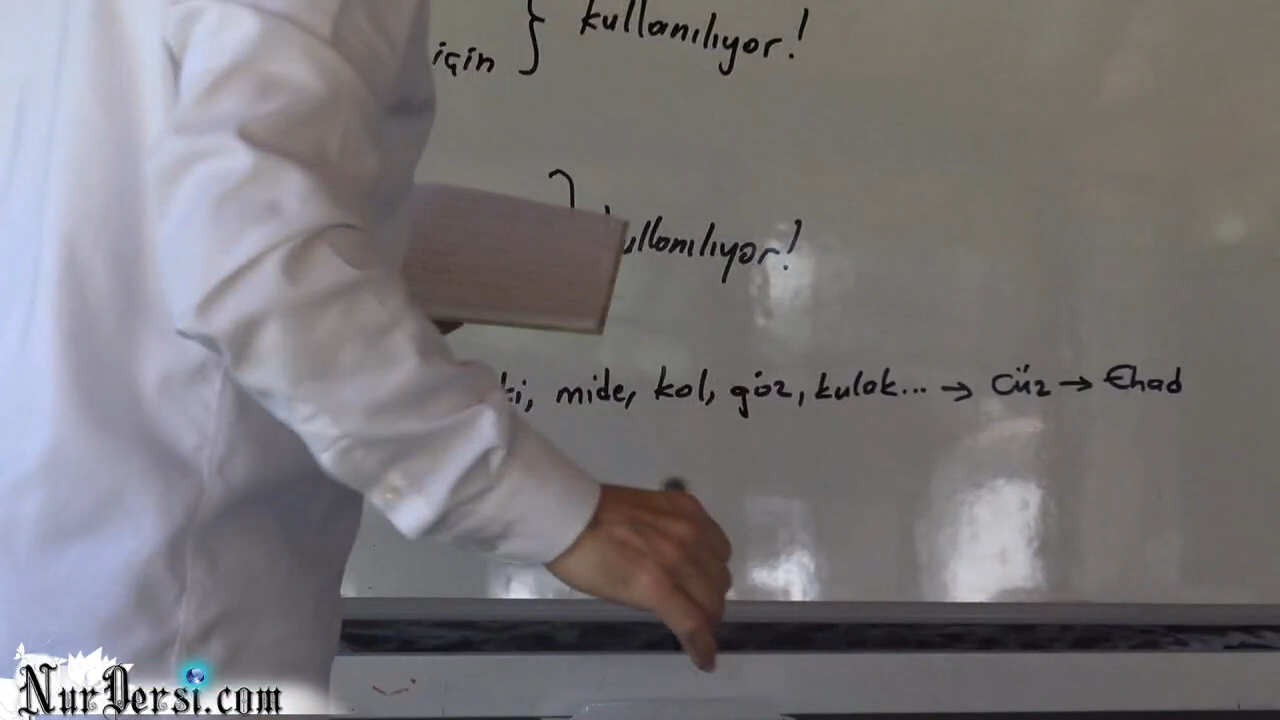 için } kullanılıyor!
kullanılıyor!
mide, kol, göz, kulak... → Cüz → Ehad
NurDersi.com